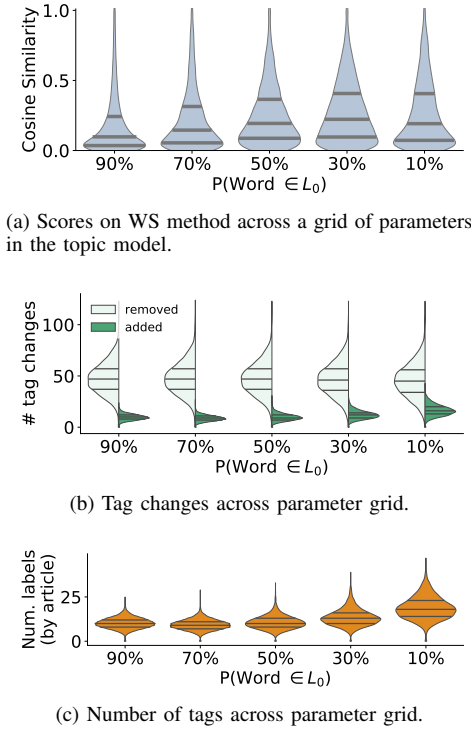 1.0
0.5
0.0
Cosine Similarity
90% 70% 50% 30% 10%
P(Word ∈L₀)
(a) Scores on WS method across a grid of parameters
in the topic model.
removed
added
100
50
0
# tag changes
90% 70% 50% 30% 10%
P(Word ∈L₀)
(b) Tag changes across parameter grid.
25
0
Num. labels
(by article)
90% 70% 50% 30% 10%
P(Word ∈L₀)
(c) Number of tags across parameter grid.